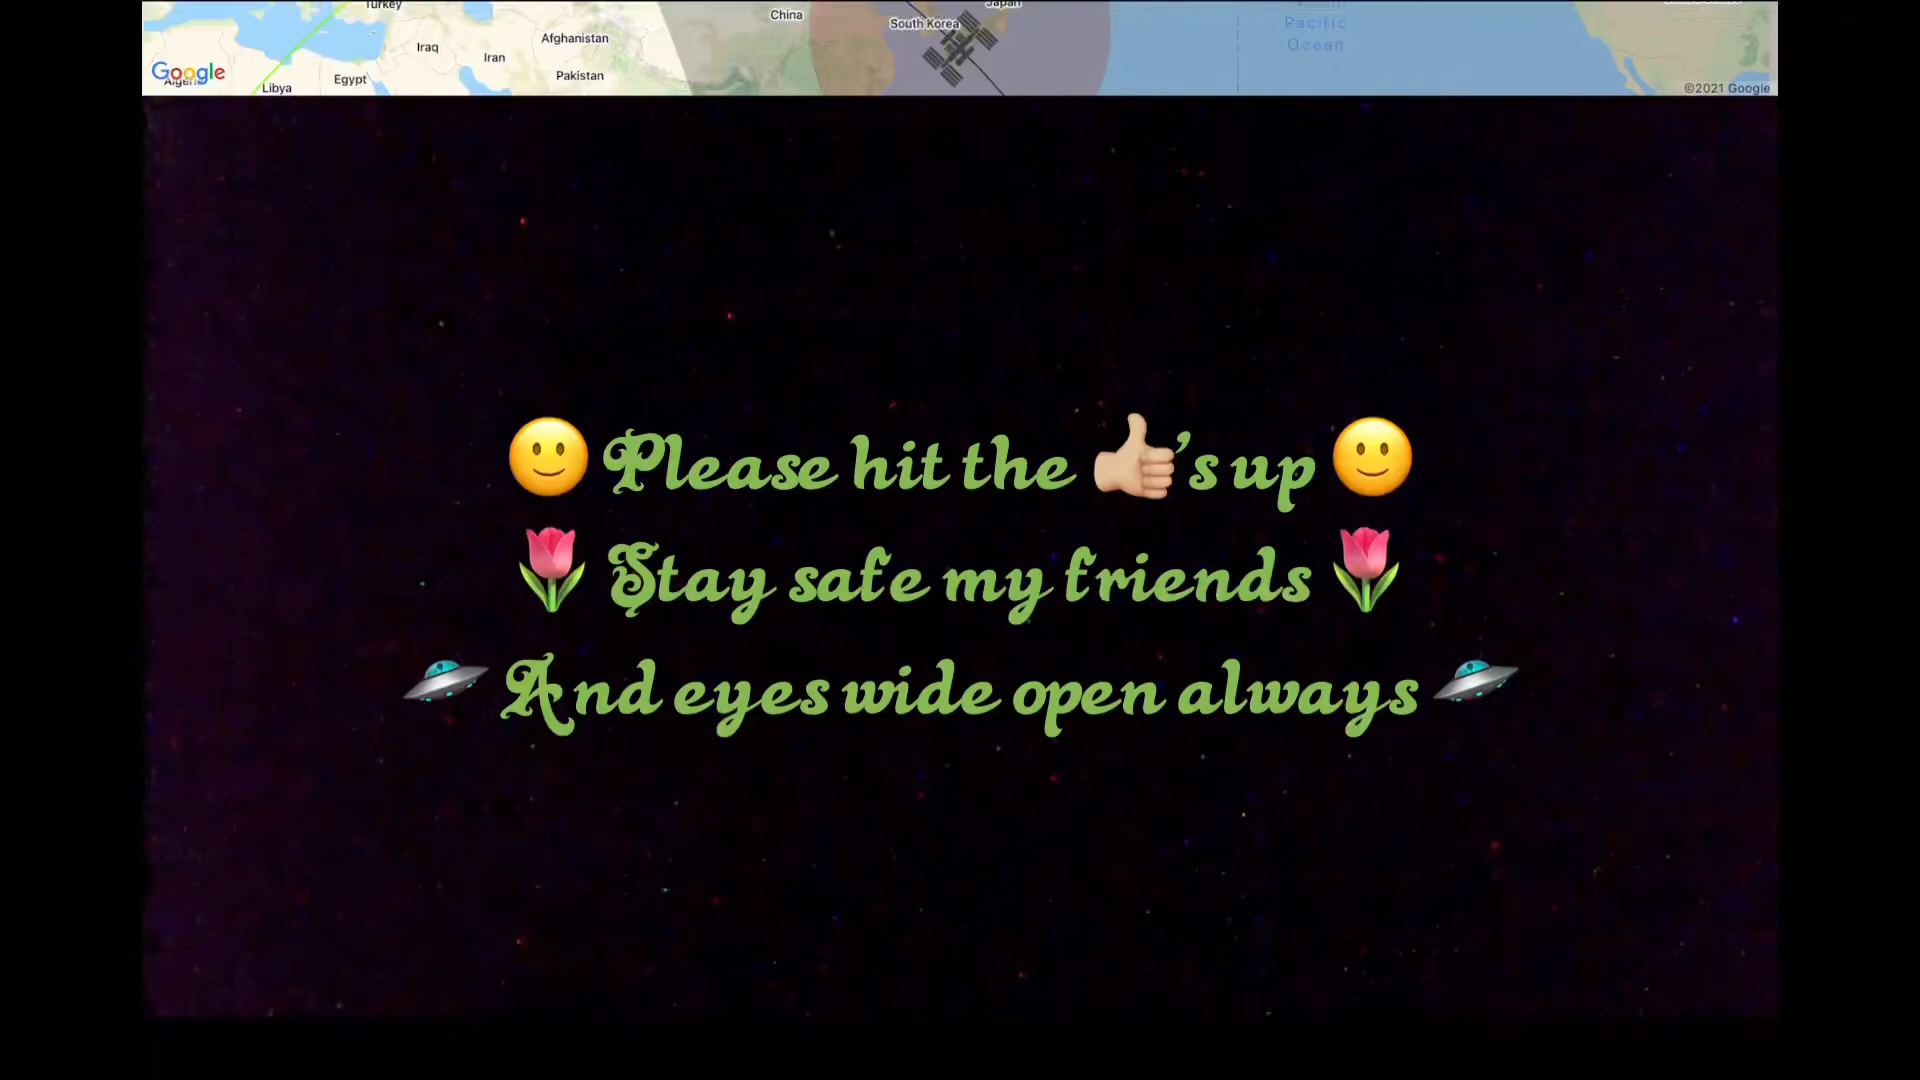 Turkey
China
Japan
South Korea
Pacific
Ocean
Afghanistan
Iraq
Iran
Pakistan
Google
Egypt
Libya
©2021 Google
🙂 Please hit the 👍🏼's up 🙂
🌷 Stay safe my friends 🌷
🛸 And eyes wide open always 🛸